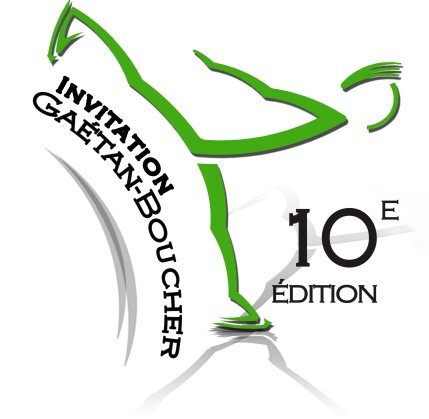 INVITATION
GAÉTAN-BOUCHER
10E
ÉDITION